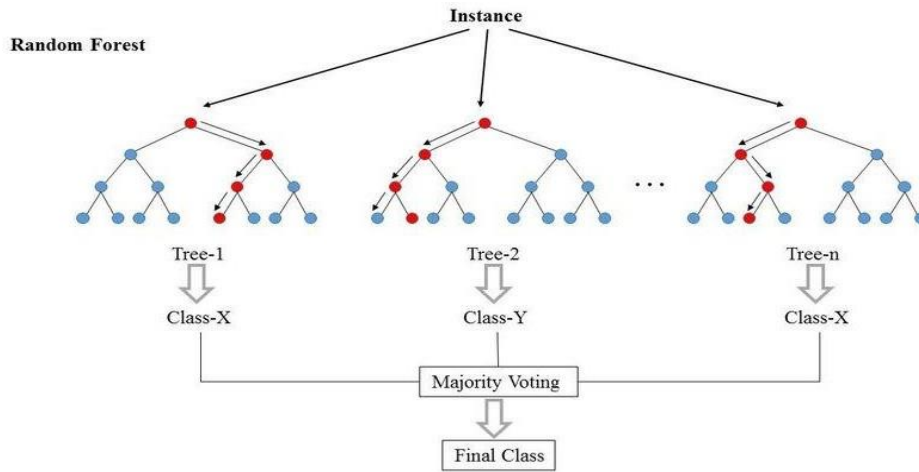 Instance
Random Forest
. . .
Tree-1
Tree-2
Tree-n
Class-X
Class-Y
Class-X
Majority Voting
Final Class